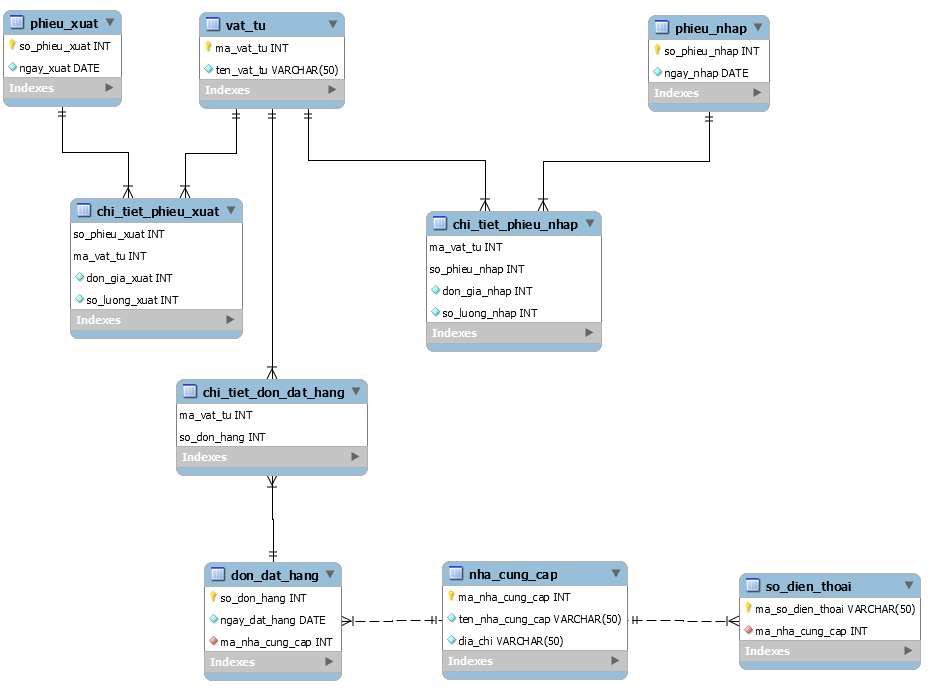 phieu_xuat
so_phieu_xuat INT
ngay_xuat DATE
Indexes
vat_tu
ma_vat_tu INT
ten_vat_tu VARCHAR(50)
Indexes
phieu_nhap
so_phieu_nhap INT
ngay_nhap DATE
Indexes
chi_tiet_phieu_xuat
so_phieu_xuat INT
ma_vat_tu INT
don_gia_xuat INT
so_luong_xuat INT
Indexes
chi_tiet_phieu_nhap
ma_vat_tu INT
so_phieu_nhap INT
don_gia_nhap INT
so_luong_nhap INT
Indexes
chi_tiet_don_dat_hang
ma_vat_tu INT
so_don_hang INT
Indexes
don_dat_hang
so_don_hang INT
ngay_dat_hang DATE
ma_nha_cung_cap INT
Indexes
nha_cung_cap
ma_nha_cung_cap INT
ten_nha_cung_cap VARCHAR(50)
dia_chi VARCHAR(50)
Indexes
so_dien_thoai
ma_so_dien_thoai VARCHAR(50)
ma_nha_cung_cap INT
Indexes